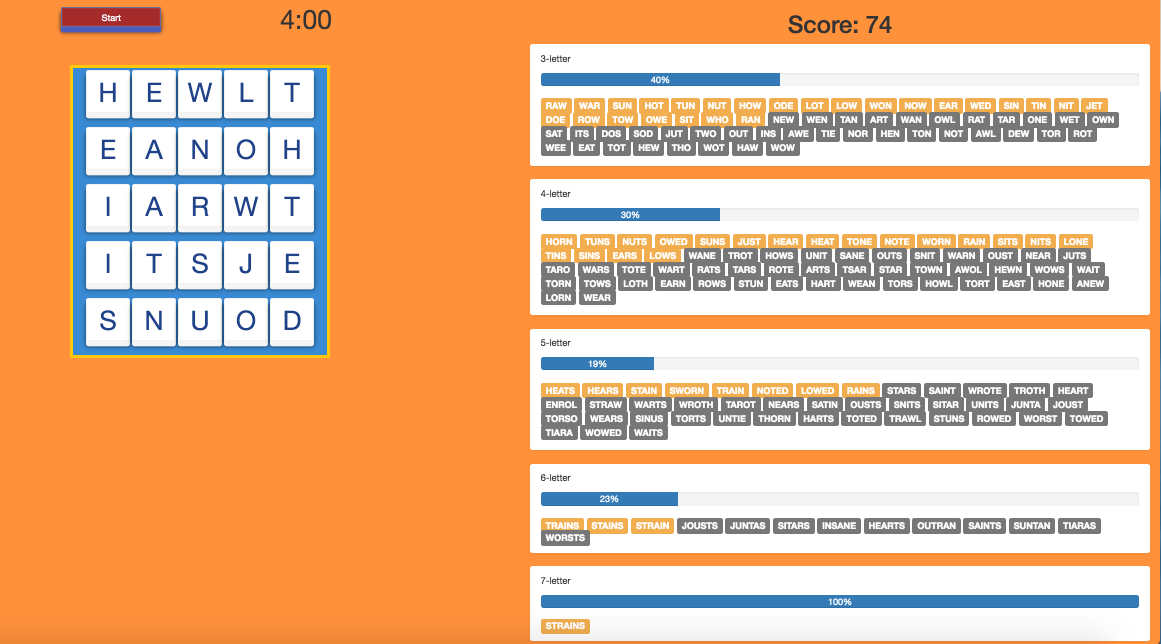 Start
4:00
H E W L T
E A N O H
I A R W T
I T S J E
S N U O D
Score: 74
3-letter
40%
RAW WAR SUN HOT TUN NUT HOW ODE LOT LOW WON NOW EAR WED SIN TIN NIT JET
DOE ROW TOW OWE SIT WHO RAN NEW WEN TAN ART WAN OWL RAT TAR ONE WET OWN
SAT ITS DOS SOD JUT TWO OUT INS AWE TIE NOR HEN TON NOT AWL DEW TOR ROT
WEE EAT TOT HEW THO WOT HAW WOW
4-letter
30%
HORN TUNS NUTS OWED SUNS JUST HEAR HEAT TONE NOTE WORN RAIN SITS NITS LONE
TINS SINS EARS LOWS WANE TROT HOWS UNIT SANE OUTS SNIT WARN OUST NEAR JUTS
TARO WARS TOTE WART RATS TARS ROTE ARTS TSAR STAR TOWN AWOL HEWN WOWS WAIT
TORN TOWS LOTH EARN ROWS STUN EATS HART WEAN TORS HOWL TORT EAST HONE ANEW
LORN WEAR
5-letter
19%
HEATS HEARS STAIN SWORN TRAIN NOTED LOWED RAINS STARS SAINT WROTE TROTH HEART
ENROL STRAW WARTS WROTH TAROT NEARS SATIN OUSTS SNITS SITAR UNITS JUNTA JOUST
TORSO WEARS SINUS TORTS UNTIE THORN HARTS TOTED TRAWL STUNS ROWED WORST TOWED
TIARA WOWED WAITS
6-letter
23%
TRAINS STAINS STRAIN JOUSTS JUNTAS SITARS INSANE HEARTS OUTRAN SAINTS SUNTAN TIARAS
WORSTS
7-letter
100%
STRAINS